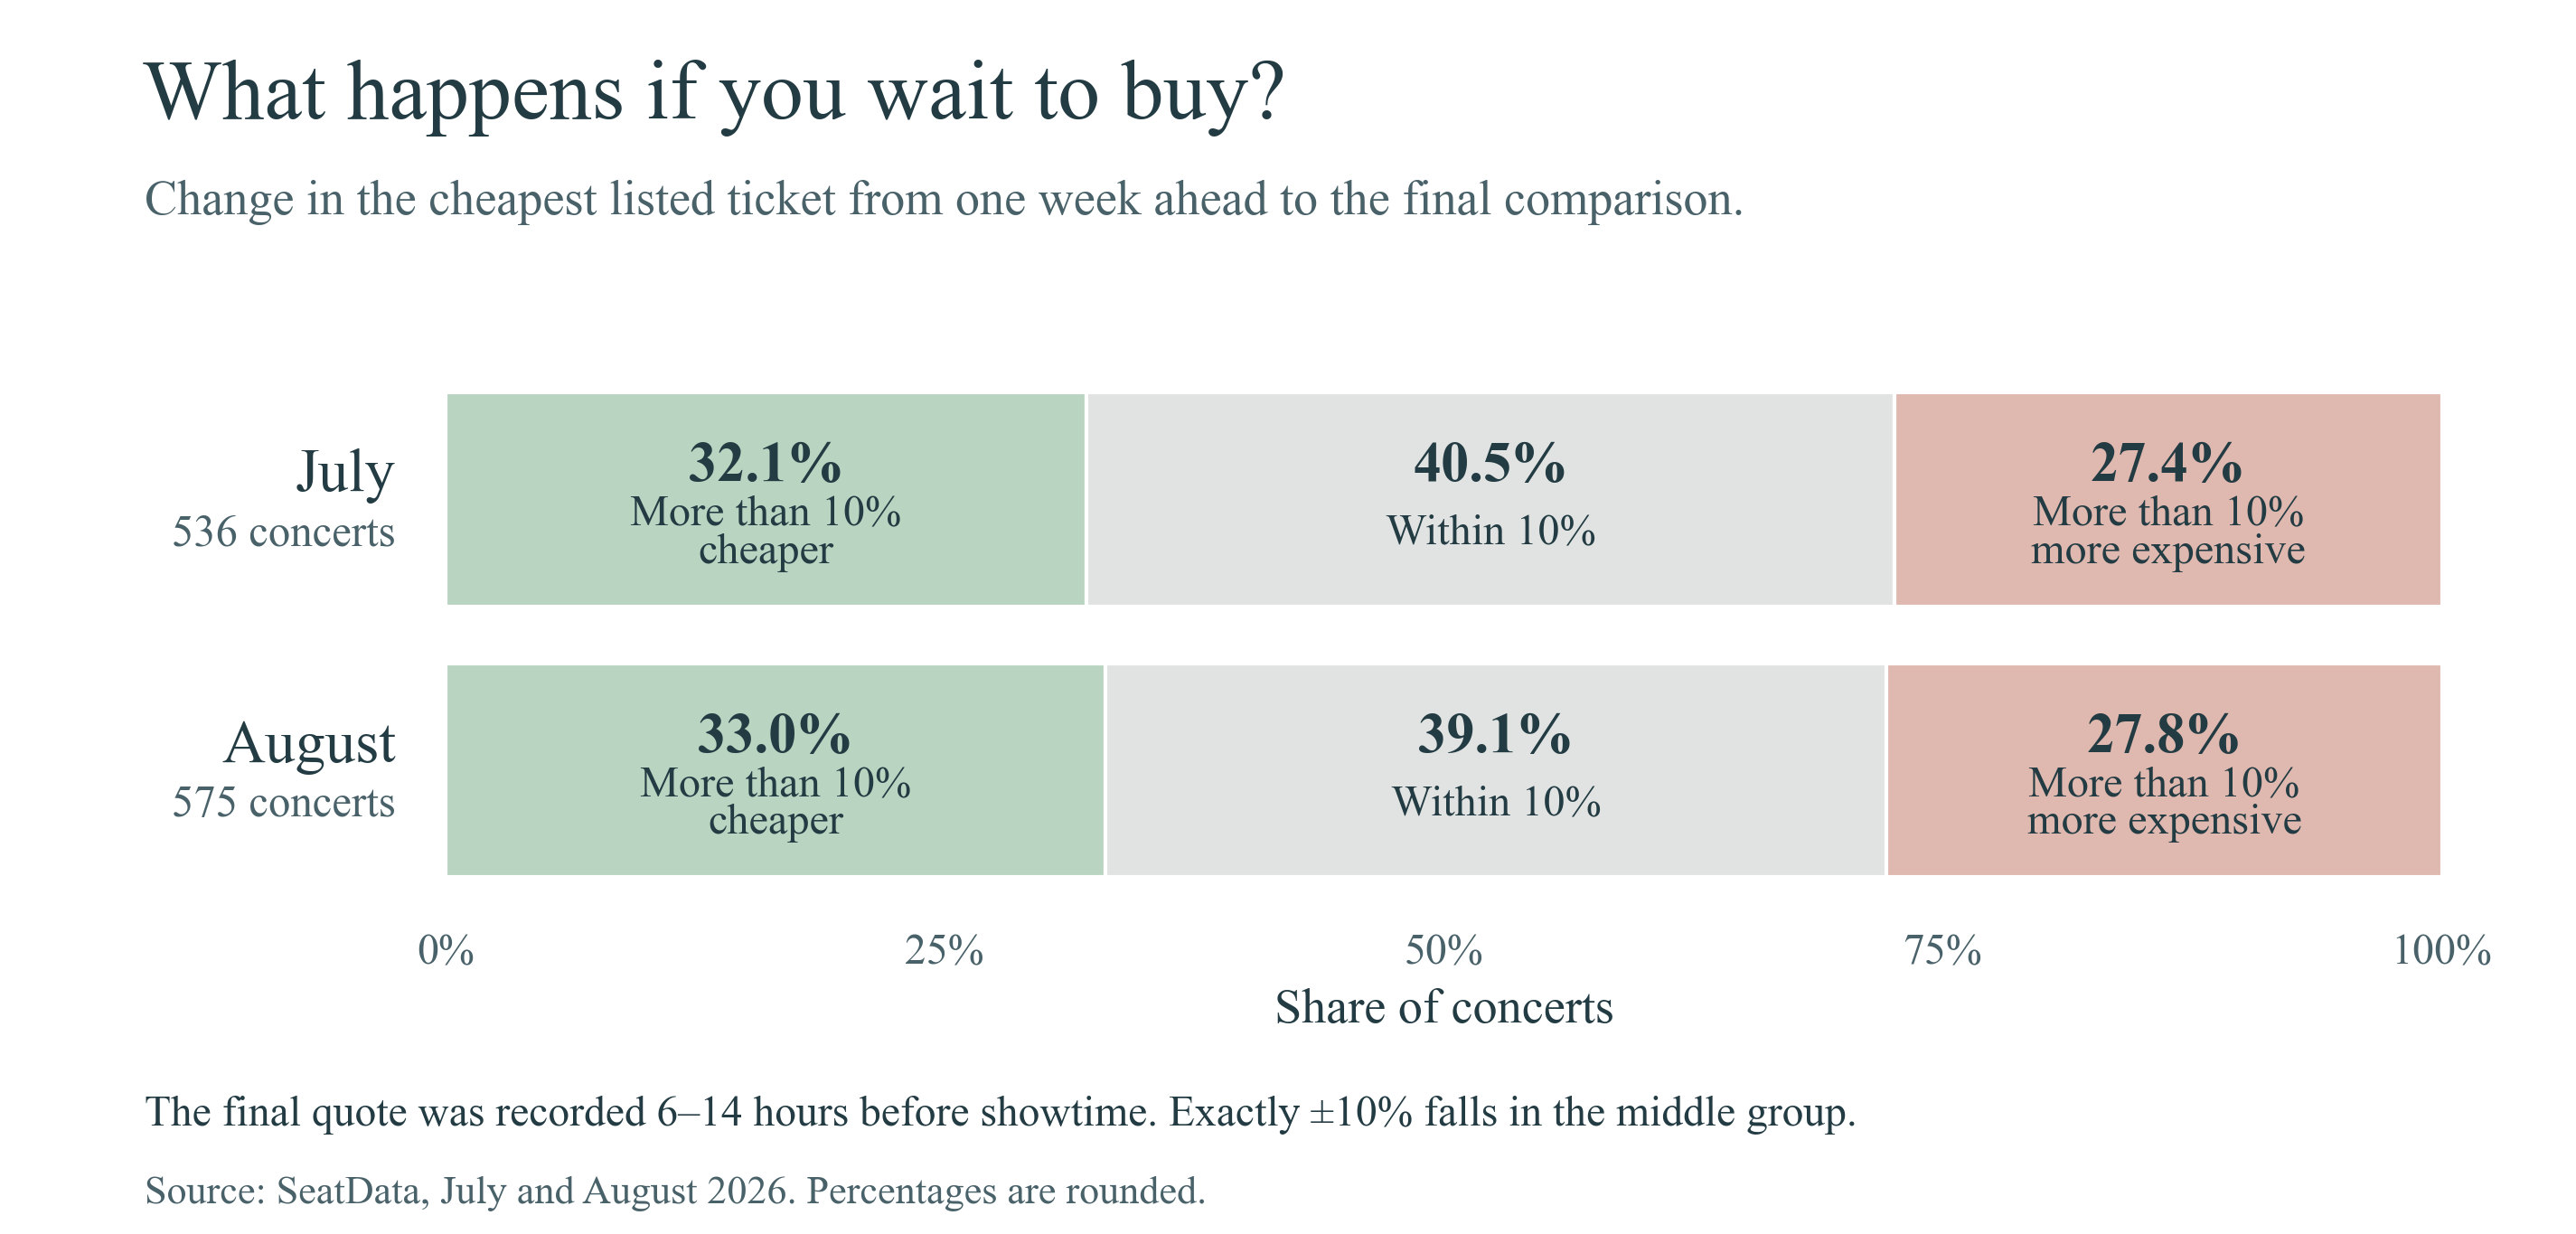 What happens if you wait to buy?
Change in the cheapest listed ticket from one week ahead to the final comparison.
July
536 concerts
32.1%
More than 10%
cheaper
40.5%
Within 10%
27.4%
More than 10%
more expensive
August
575 concerts
33.0%
More than 10%
cheaper
39.1%
Within 10%
27.8%
More than 10%
more expensive
0% 25% 50% 75% 100%
Share of concerts
The final quote was recorded 6–14 hours before showtime. Exactly ±10% falls in the middle group.
Source: SeatData, July and August 2026. Percentages are rounded.